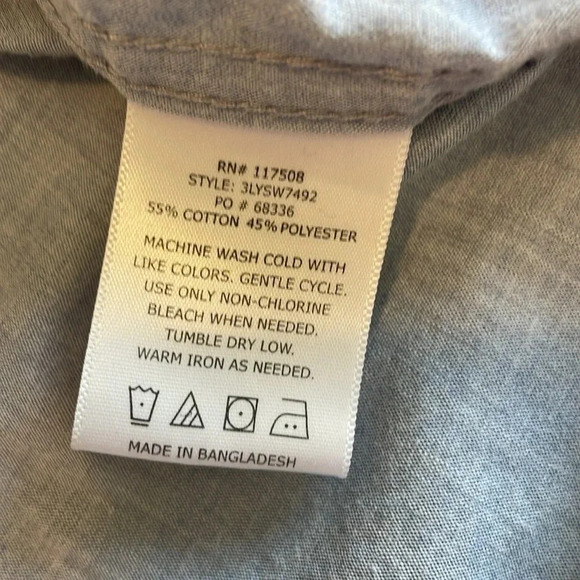 RN# 117508
STYLE: 3LYSW7492
PO # 68336
55% COTTON 45% POLYESTER
MACHINE WASH COLD WITH
LIKE COLORS. GENTLE CYCLE.
USE ONLY NON-CHLORINE
BLEACH WHEN NEEDED.
TUMBLE DRY LOW.
WARM IRON AS NEEDED.
MADE IN BANGLADESH